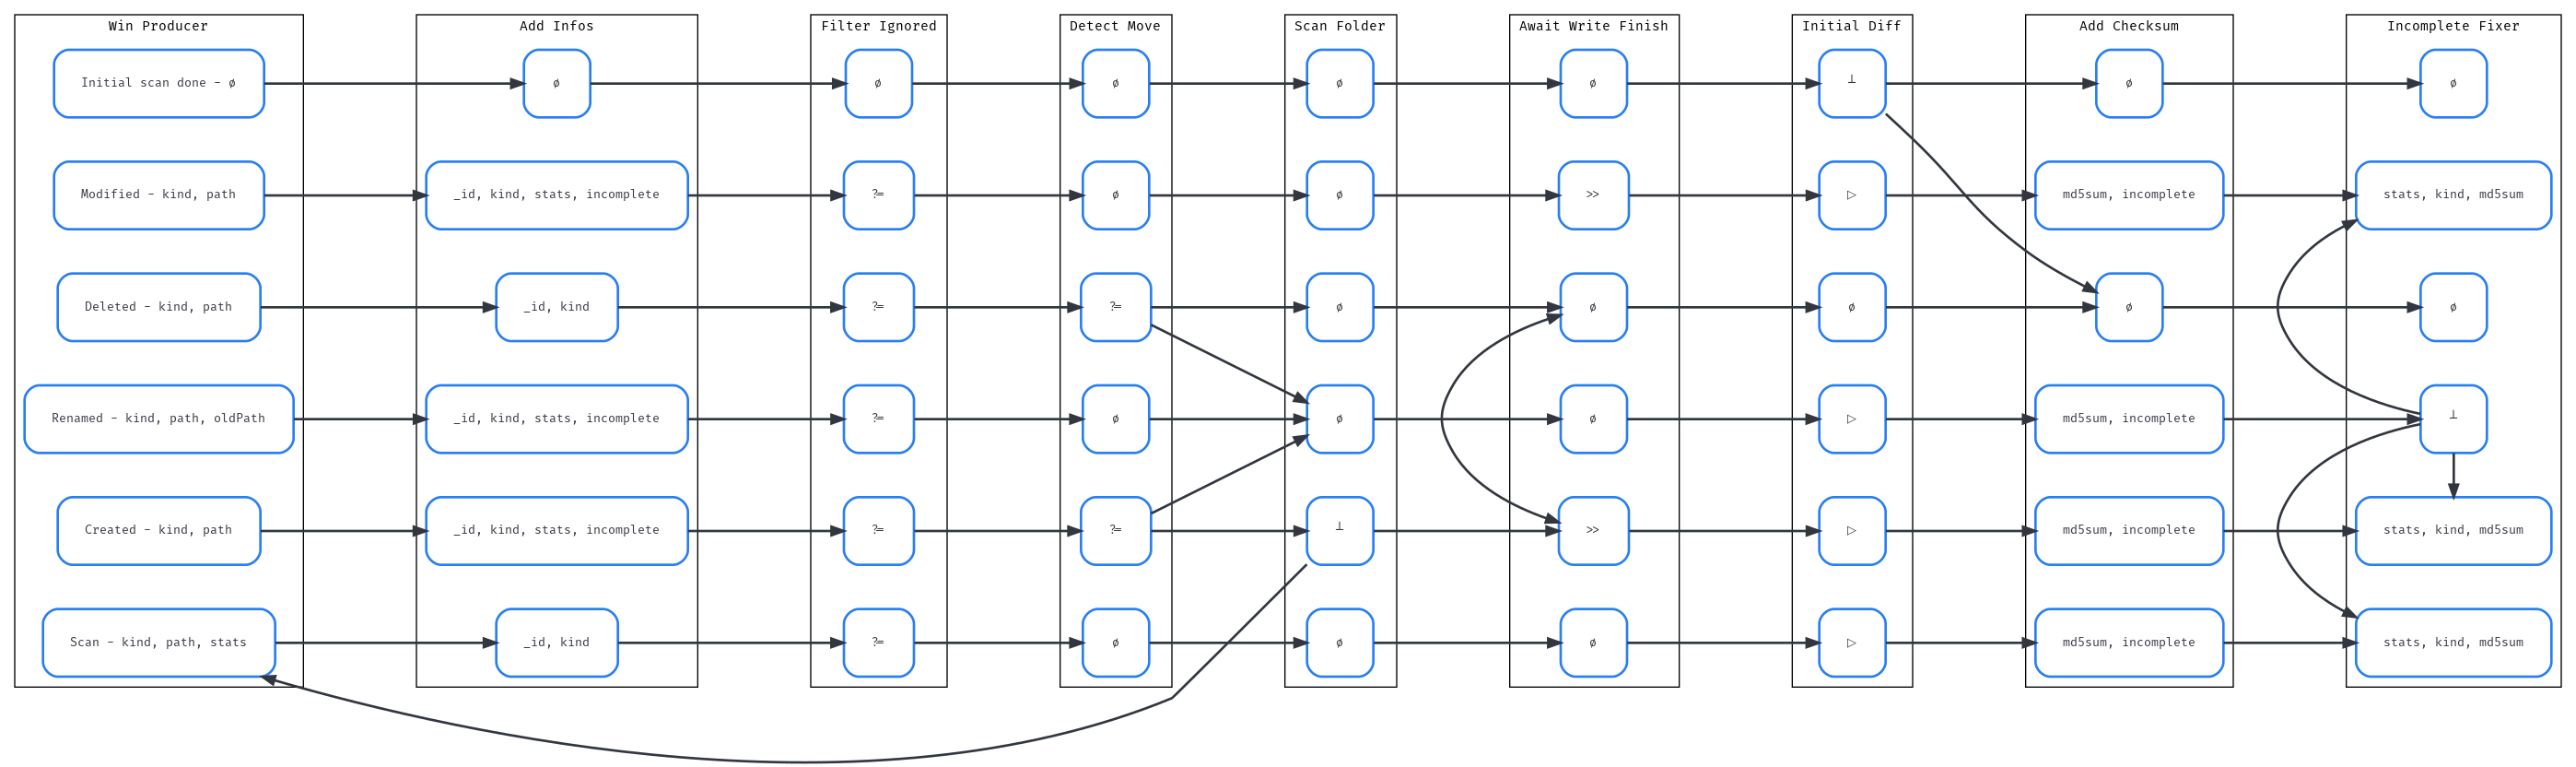 Win Producer
Add Infos
Filter Ignored
Detect Move
Scan Folder
Await Write Finish
Initial Diff
Add Checksum
Incomplete Fixer
Initial scan done - ø
ø
ø
ø
ø
ø
⊥
ø
ø
Modified - kind, path
_id, kind, stats, incomplete
?=
ø
ø
>>
▷
md5sum, incomplete
stats, kind, md5sum
Deleted - kind, path
_id, kind
?=
?=
ø
ø
ø
ø
ø
Renamed - kind, path, oldPath
_id, kind, stats, incomplete
?=
ø
ø
ø
▷
md5sum, incomplete
⊥
Created - kind, path
_id, kind, stats, incomplete
?=
?=
⊥
>>
▷
md5sum, incomplete
stats, kind, md5sum
Scan - kind, path, stats
_id, kind
?=
ø
ø
ø
▷
md5sum, incomplete
stats, kind, md5sum